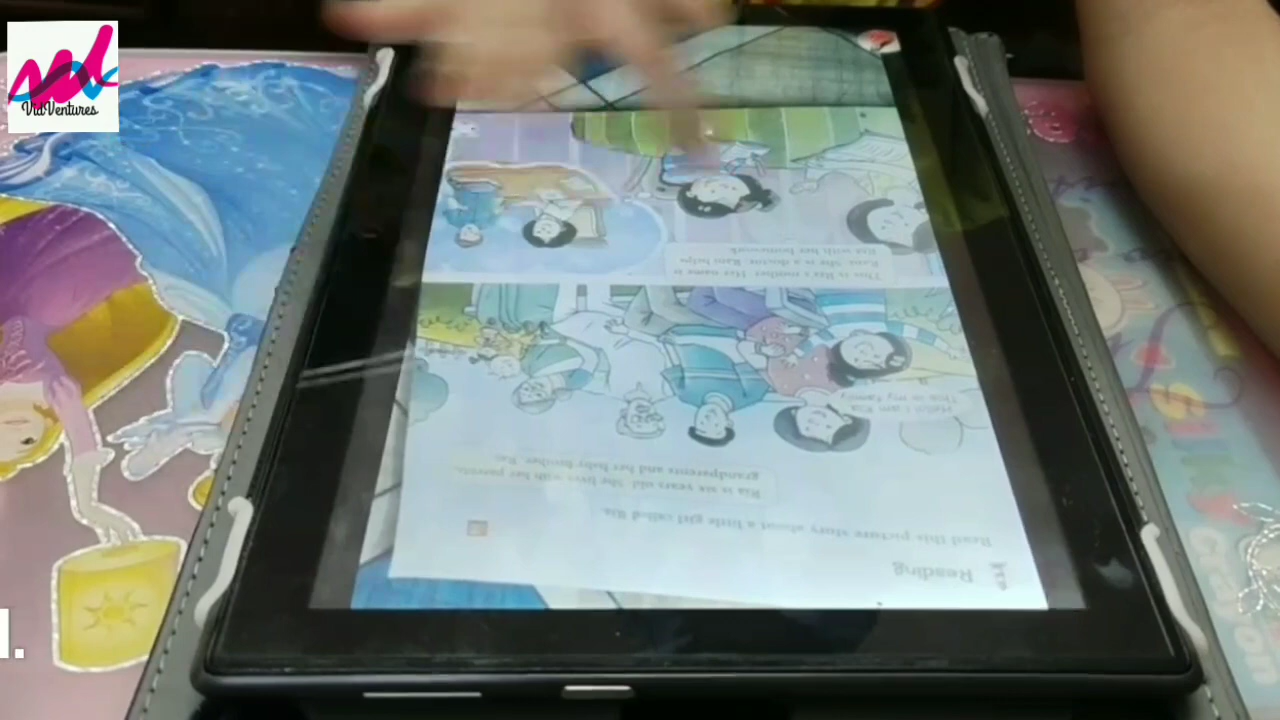 VidVentures
Reading
Read this picture story about a little girl called Ria.
Ria is six years old. She lives with her parents,
grandparents and her baby brother
Hello! I am Ria.
This is my family.
This is Ria's mother. Her name is
Rani. She is a doctor. Rani helps
Ria with her homework.